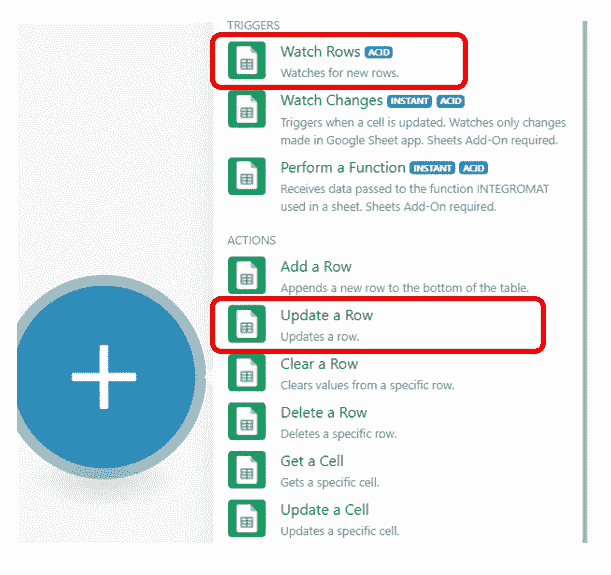 TRIGGERS
Watch Rows ACID
Watches for new rows.
Watch Changes INSTANT ACID
Triggers when a cell is updated. Watches only changes
made in Google Sheet app. Sheets Add-On required.
Perform a Function INSTANT ACID
Receives data passed to the function INTEGROMAT
used in a sheet. Sheets Add-On required.
ACTIONS
Add a Row
Appends a new row to the bottom of the table.
Update a Row
Updates a row.
Clear a Row
Clears values from a specific row.
Delete a Row
Deletes a specific row.
Get a Cell
Gets a specific cell.
Update a Cell
Updates a specific cell.